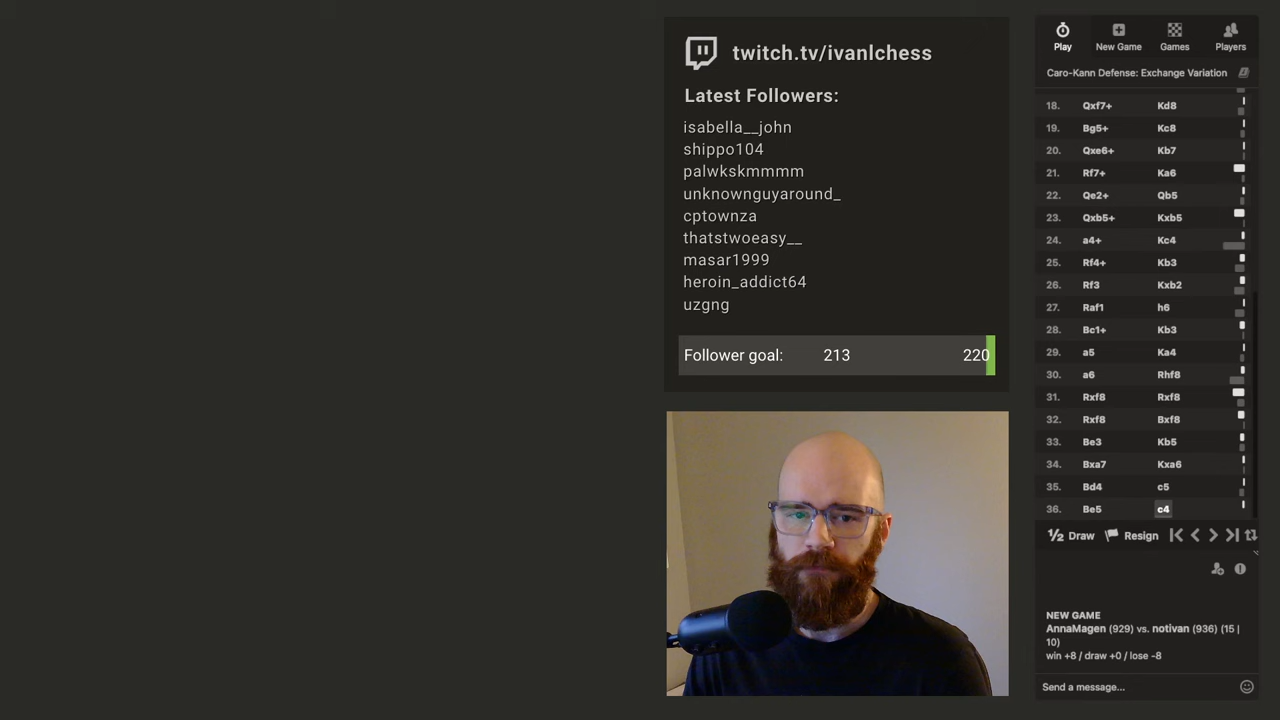 twitch.tv/ivanlchess
Latest Followers:
isabella__john
shippo104
palwkskmmmm
unknownguyaround_
cptownza
thatstwoeasy__
masar1999
heroin_addict64
uzgng
Follower goal: 213 220
Play New Game Games Players
Caro-Kann Defense: Exchange Variation
18. Qxf7+ Kd8
19. Bg5+ Kc8
20. Qxe6+ Kb7
21. Rf7+ Ka6
22. Qe2+ Qb5
23. Qxb5+ Kxb5
24. a4+ Kc4
25. Rf4+ Kb3
26. Rf3 Kxb2
27. Raf1 h6
28. Bc1+ Kb3
29. a5 Ka4
30. a6 Rhf8
31. Rxf8 Rxf8
32. Rxf8 Bxf8
33. Be3 Kb5
34. Bxa7 Kxa6
35. Bd4 c5
36. Be5 c4
½ Draw Resign
NEW GAME
AnnaMagen (929) vs. notivan (936) (15 |
10)
win +8 / draw +0 / lose -8
Send a message...